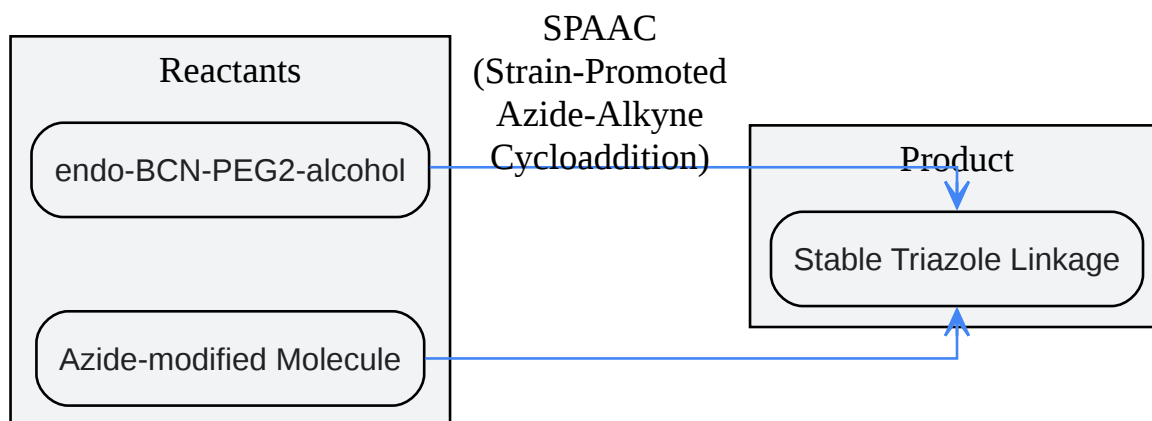 Reactants
endo-BCN-PEG2-alcohol
Azide-modified Molecule
SPAAC
(Strain-Promoted
Azide-Alkyne
Cycloaddition)
Product
Stable Triazole Linkage